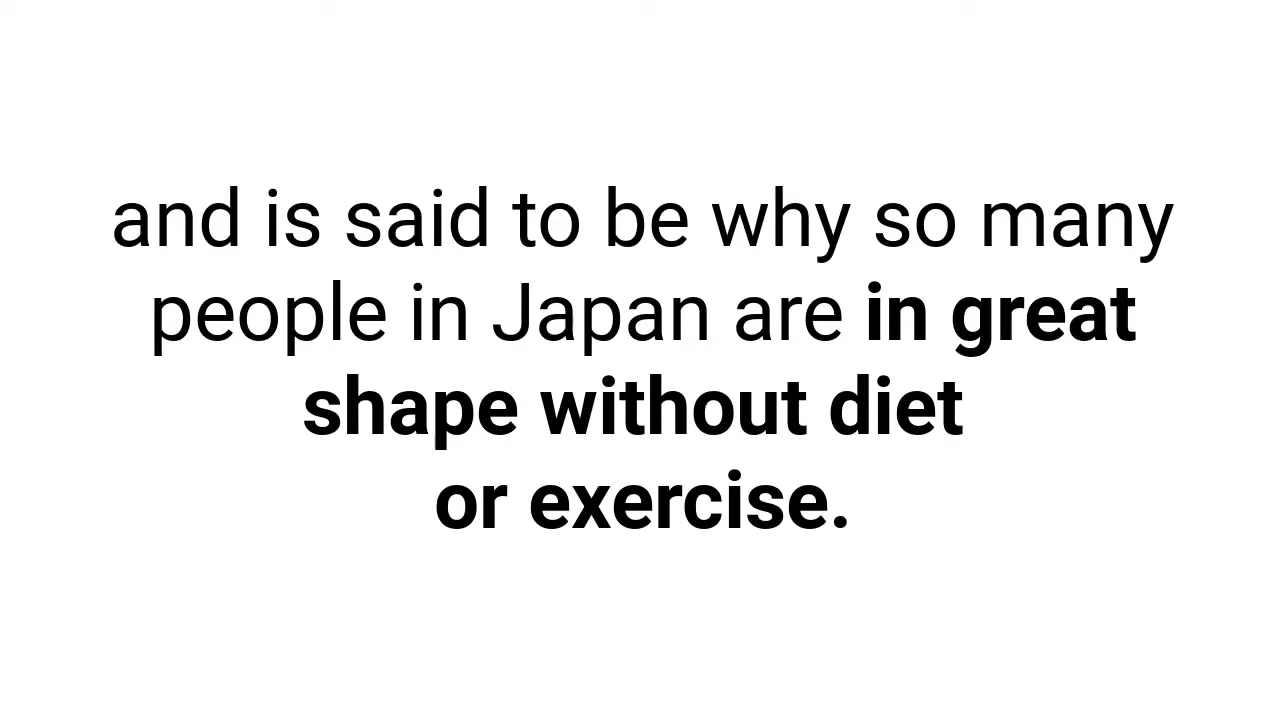 and is said to be why so many
people in Japan are in great
shape without diet
or exercise.